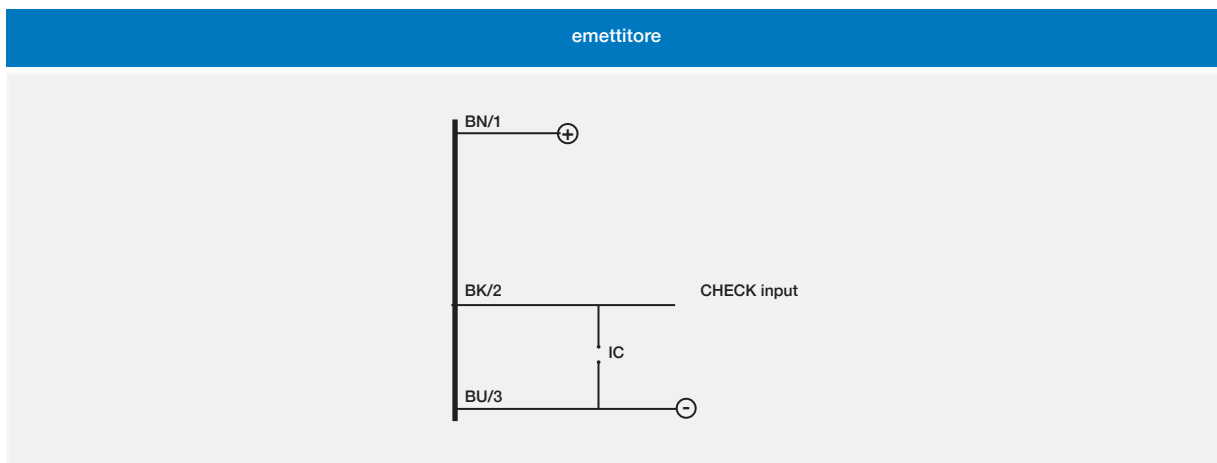 emettitore
BN/1
+
BK/2
CHECK input
IC
BU/3
-